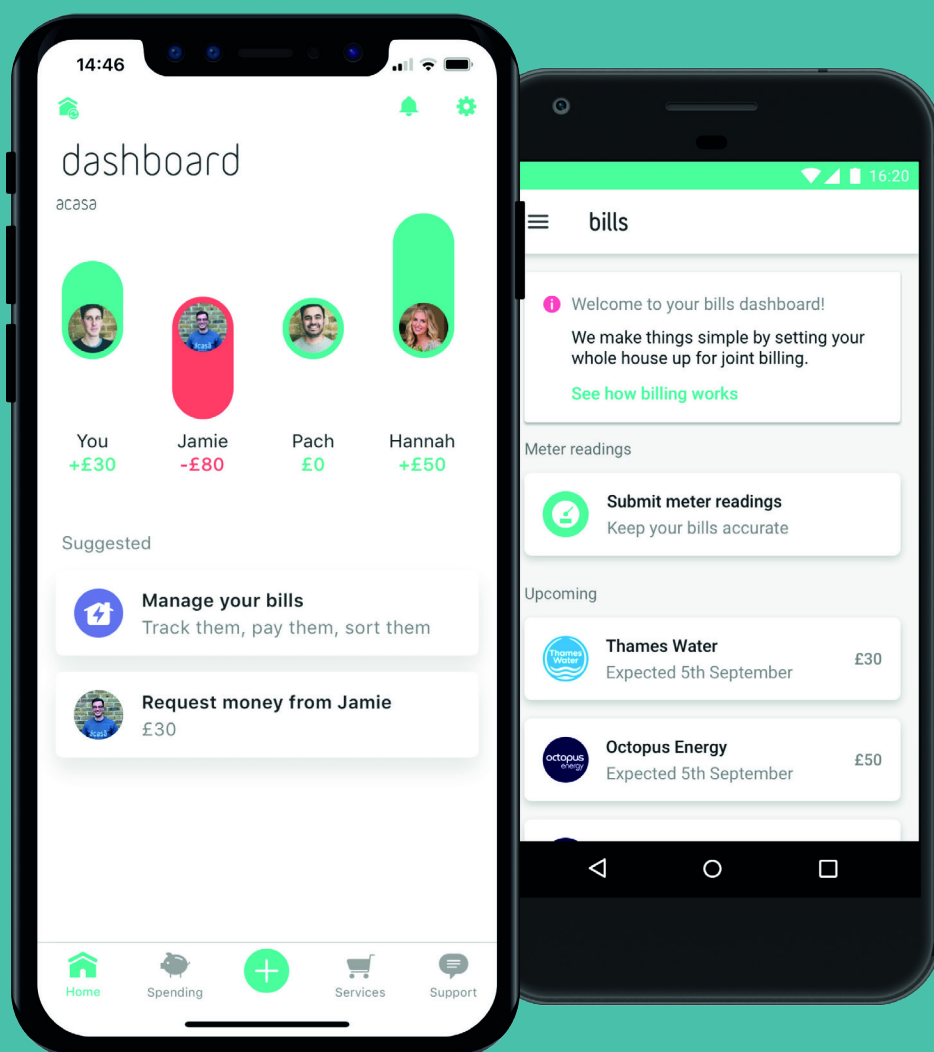 14:46
dashboard
acasa
You
Jamie
Pach
Hannah
+£30
-£80
£0
+£50
Suggested
Manage your bills
Track them, pay them, sort them
acasa
Request money from Jamie
£30
Home
Spending
Services
Support
16:20
bills
Welcome to your bills dashboard!
We make things simple by setting your
whole house up for joint billing.
See how billing works
Meter readings
Submit meter readings
Keep your bills accurate
Upcoming
Thames
Water
Thames Water
Expected 5th September
£30
octopus
energy
Octopus Energy
Expected 5th September
£50